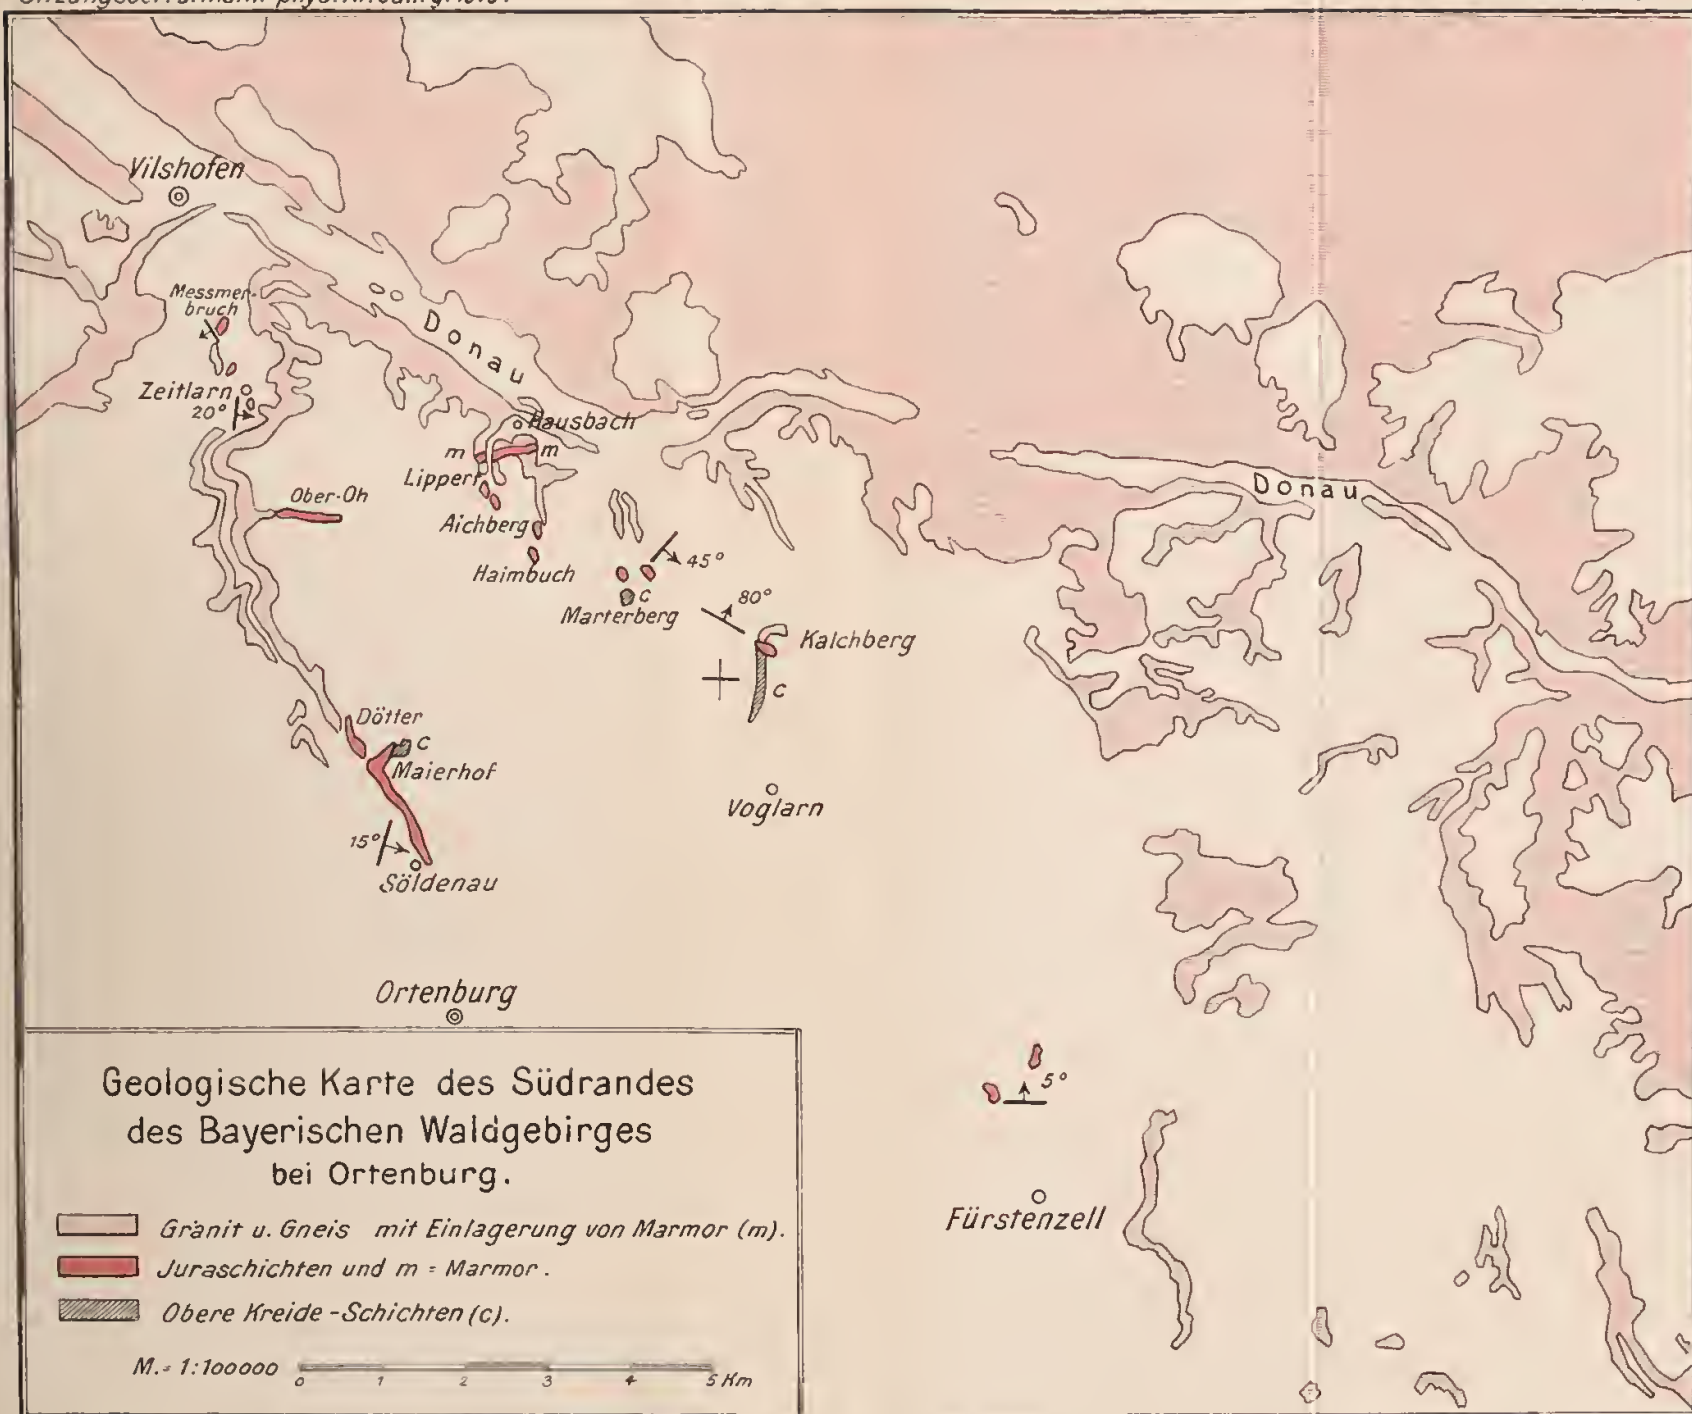 Vilshofen
Messmer-
bruch
Zeitlarn
20°
Donau
Hausbach
m
m
Lippert
Ober-Oh
Aichberg
Haimbuch
45°
C
Marterberg
80°
Kalchberg
C
Donau
Dötter
C
Maierhof
Voglarn
15°
Söldenau
Ortenburg
5°
Fürstenzell
Geologische Karte des Südrandes
des Bayerischen Waldgebirges
bei Ortenburg.
Granit u. Gneis mit Einlagerung von Marmor (m).
Juraschichten und m = Marmor.
Obere Kreide-Schichten (c).
M. = 1:100000
0 1 2 3 4 5 Km